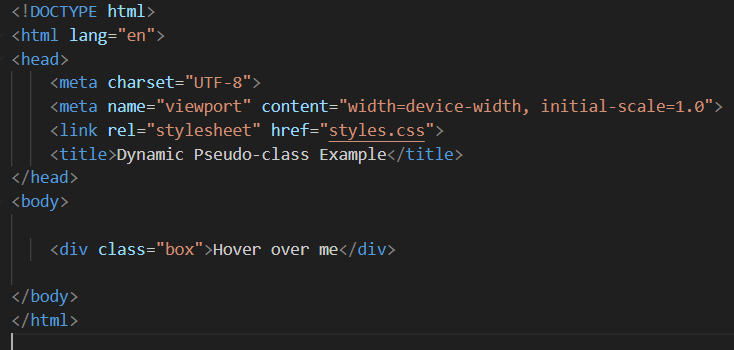 <!DOCTYPE html>
<html lang="en">
<head>
    <meta charset="UTF-8">
    <meta name="viewport" content="width=device-width, initial-scale=1.0">
    <link rel="stylesheet" href="styles.css">
    <title>Dynamic Pseudo-class Example</title>
</head>
<body>
    <div class="box">Hover over me</div>
</body>
</html>